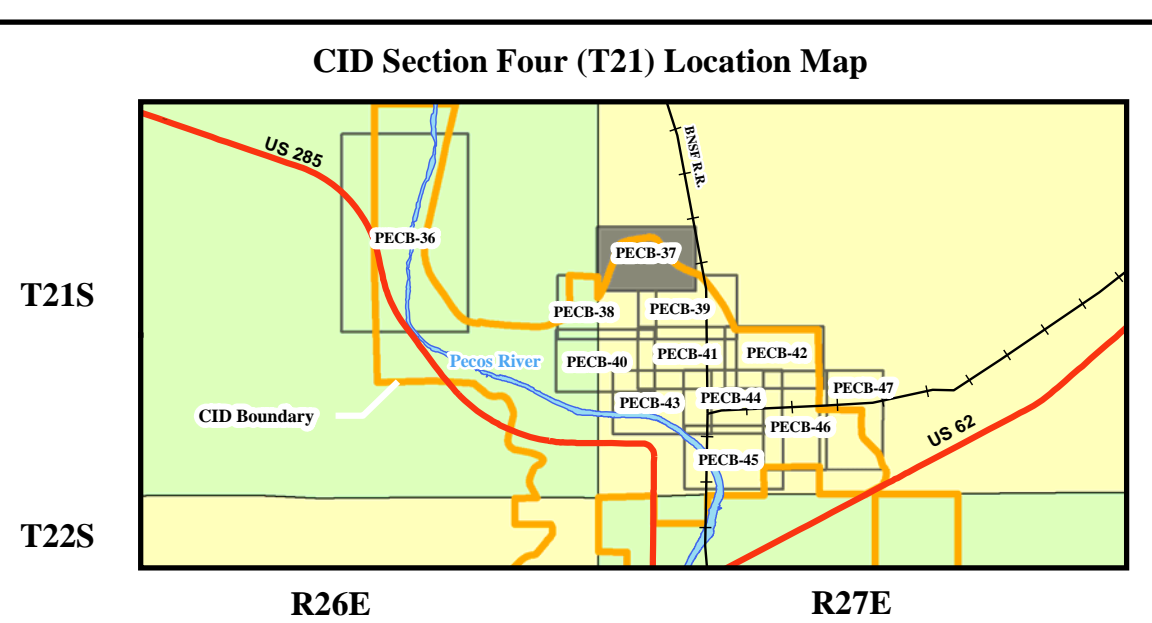 CID Section Four (T21) Location Map
US 285
BNSF R.R.
PECB-36
PECB-37
T21S
PECB-38
PECB-39
PECB-40
PECB-41
PECB-42
Pecos River
PECB-47
PECB-43
PECB-44
CID Boundary
PECB-46
US 62
PECB-45
T22S
R26E
R27E